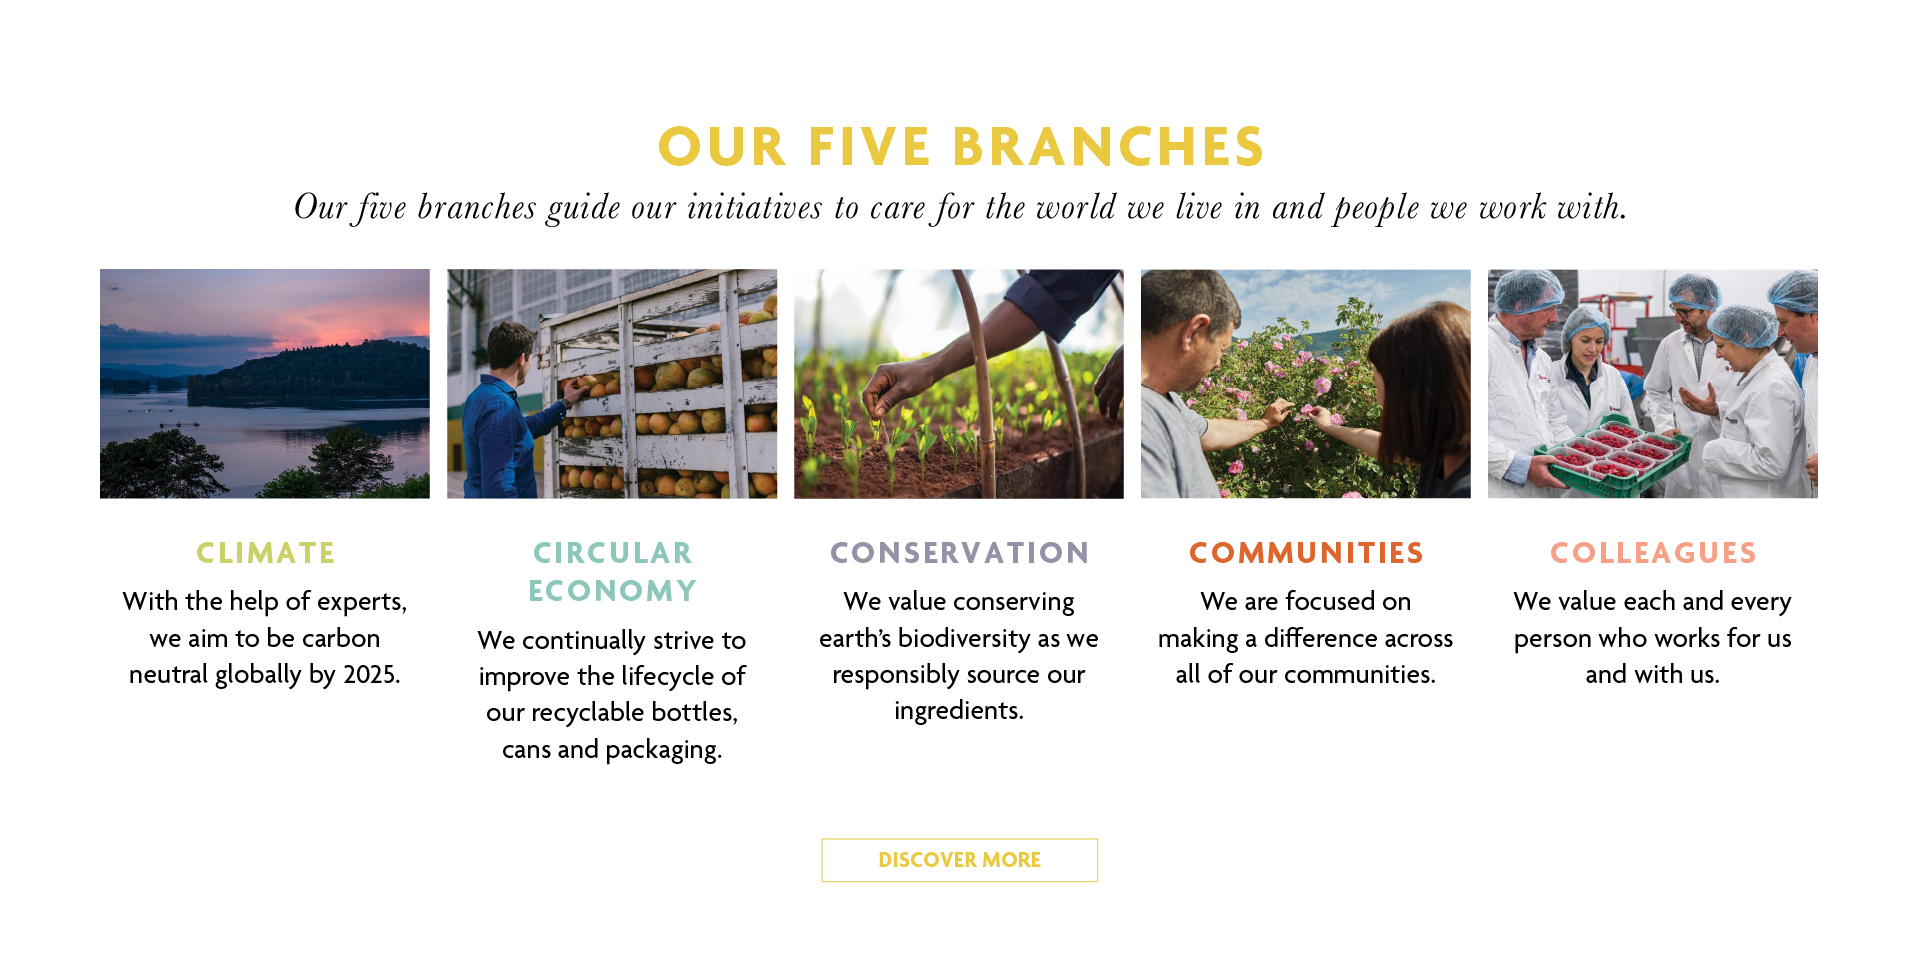 OUR FIVE BRANCHES
Our five branches guide our initiatives to care for the world we live in and people we work with.
CLIMATE
With the help of experts,
we aim to be carbon
neutral globally by 2025.
CIRCULAR
ECONOMY
We continually strive to
improve the lifecycle of
our recyclable bottles,
cans and packaging.
CONSERVATION
We value conserving
earth's biodiversity as we
responsibly source our
ingredients.
COMMUNITIES
We are focused on
making a difference across
all of our communities.
COLLEAGUES
We value each and every
person who works for us
and with us.
DISCOVER MORE